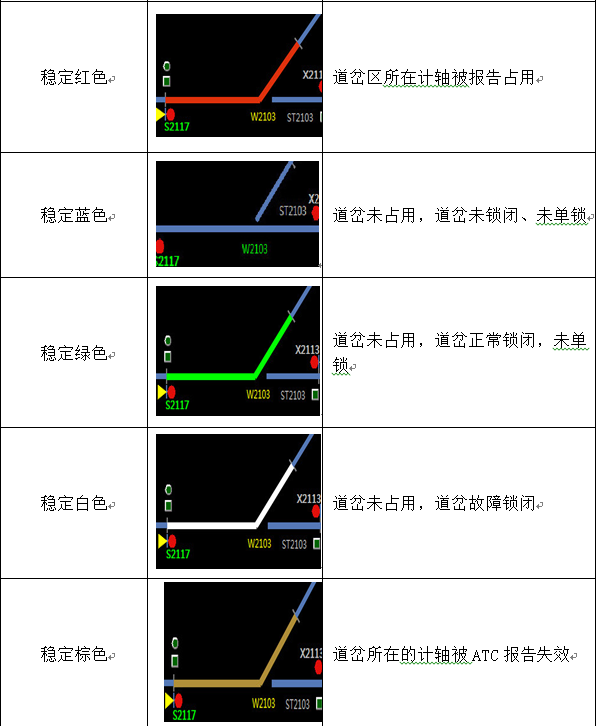 稳定红色
X211
S2117
W2103
ST2103
道岔区所在计轴被报告占用
稳定蓝色
ST2103
X2
S2117
W2103
道岔未占用，道岔未锁闭、未单锁
稳定绿色
X2113
S2117
W2103
ST2103
道岔未占用，道岔正常锁闭，未单
锁
稳定白色
X2113
S2117
W2103
ST2103
道岔未占用，道岔故障锁闭
稳定棕色
X2113
S2117
W2103
ST2103
道岔所在的计轴被 ATC 报告失效